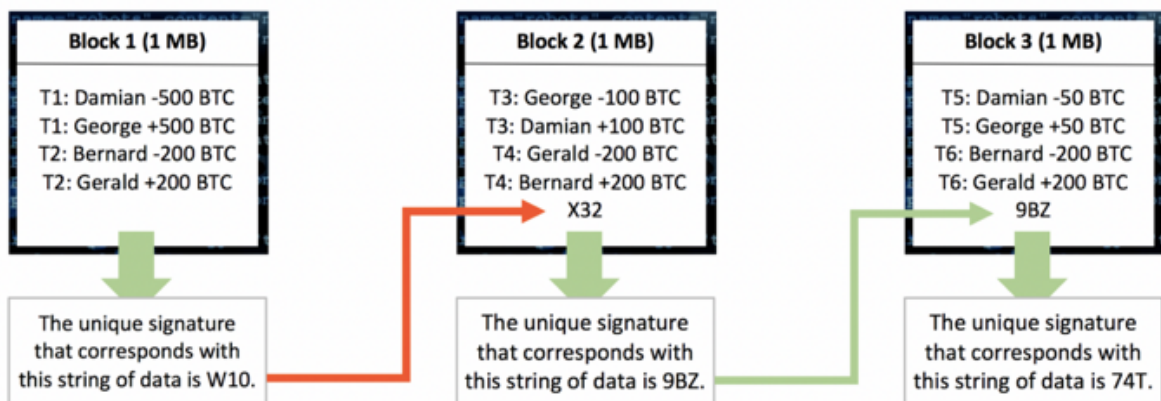 Block 1 (1 MB)
T1: Damian -500 BTC
T1: George +500 BTC
T2: Bernard -200 BTC
T2: Gerald +200 BTC
The unique signature
that corresponds with
this string of data is W10.
Block 2 (1 MB)
T3: George -100 BTC
T3: Damian +100 BTC
T4: Gerald -200 BTC
T4: Bernard +200 BTC
X32
The unique signature
that corresponds with
this string of data is 9BZ.
Block 3 (1 MB)
T5: Damian -50 BTC
T5: George +50 BTC
T6: Bernard -200 BTC
T6: Gerald +200 BTC
9BZ
The unique signature
that corresponds with
this string of data is 74T.